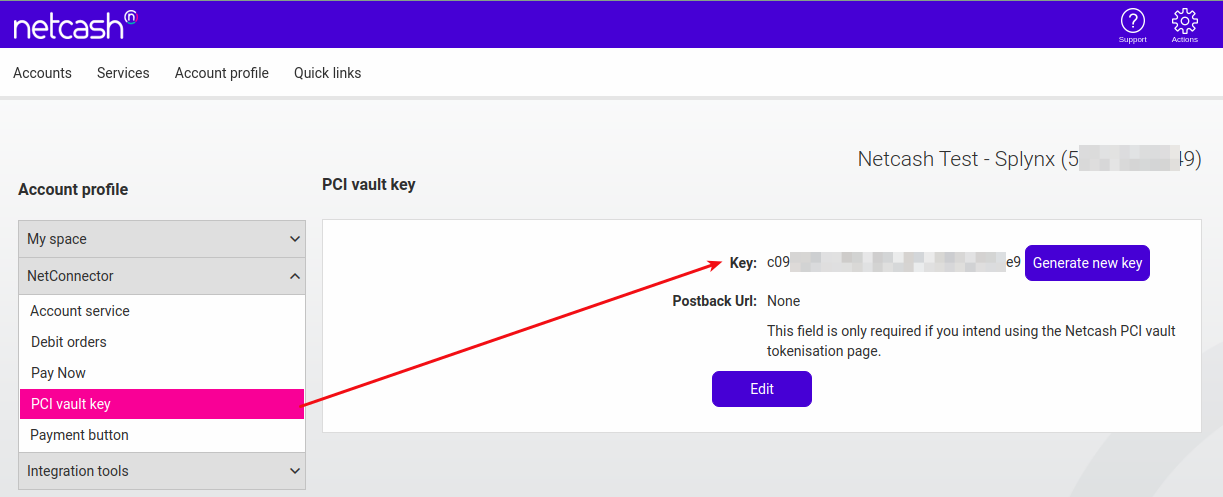 netcash n
Support
Actions
Accounts Services Account profile Quick links
Netcash Test - Splynx (5 49)
Account profile
PCI vault key
My space
NetConnector
Account service
Debit orders
Pay Now
PCI vault key
Payment button
Integration tools
Key: c09 e9 Generate new key
Postback Url: None
This field is only required if you intend using the Netcash PCI vault
tokenisation page.
Edit